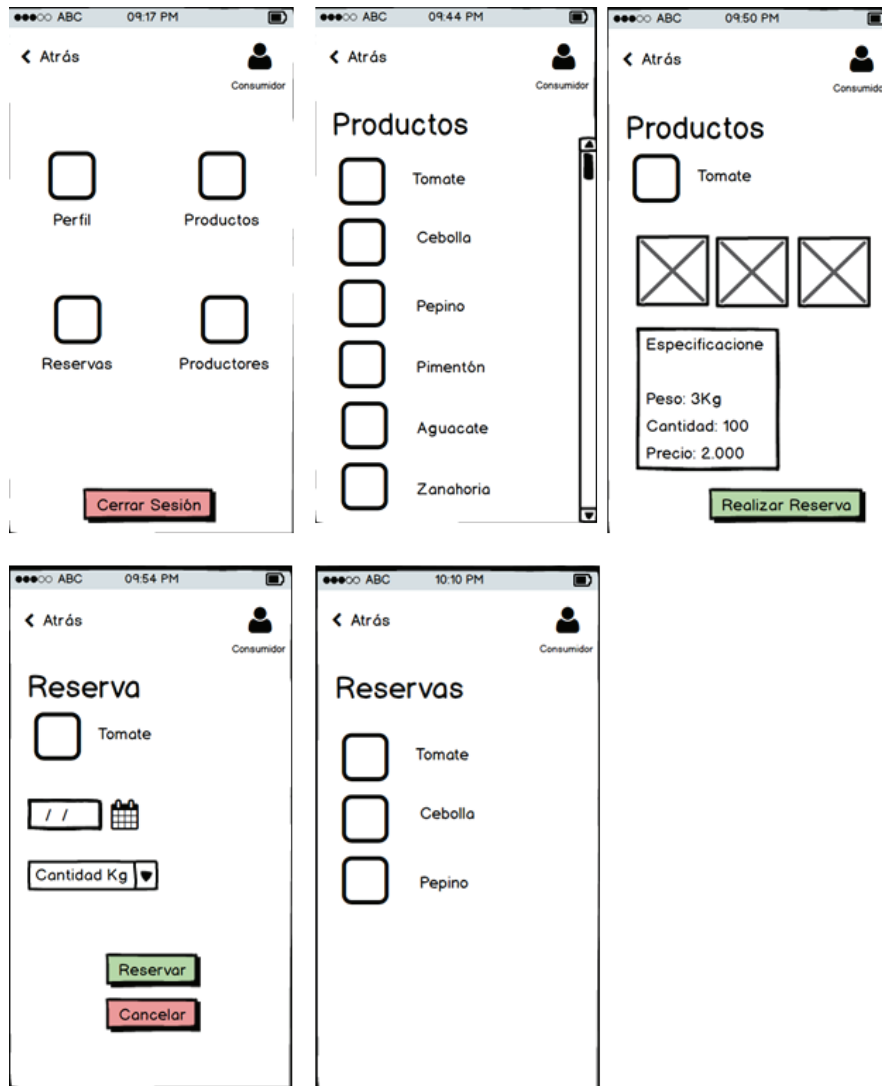 ABC 09:17 PM
Atrás
Consumidor
Perfil Productos
Reservas Productores
Cerrar Sesión
ABC 09:44 PM
Atrás
Consumidor
Productos
Tomate
Cebolla
Pepino
Pimentón
Aguacate
Zanahoria
ABC 09:50 PM
Atrás
Consumido
Productos
Tomate
Especificacione
Peso: 3Kg
Cantidad: 100
Precio: 2.000
Realizar Reserva
ABC 09:54 PM
Atrás
Consumidor
Reserva
Tomate
/ /
Cantidad Kg
Reservar
Cancelar
ABC 10:10 PM
Atrás
Consumidor
Reservas
Tomate
Cebolla
Pepino